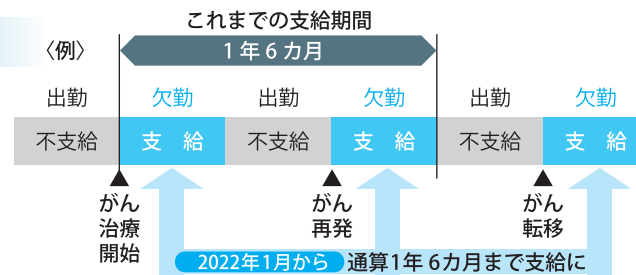 これまでの支給期間
〈例〉
1年6カ月
出勤 欠勤 出勤 欠勤 出勤 欠勤
不支給 支 給 不支給 支 給 不支給 支 給
がん
治療
開始
がん
再発
がん
転移
2022年1月から 通算1年6カ月まで支給に